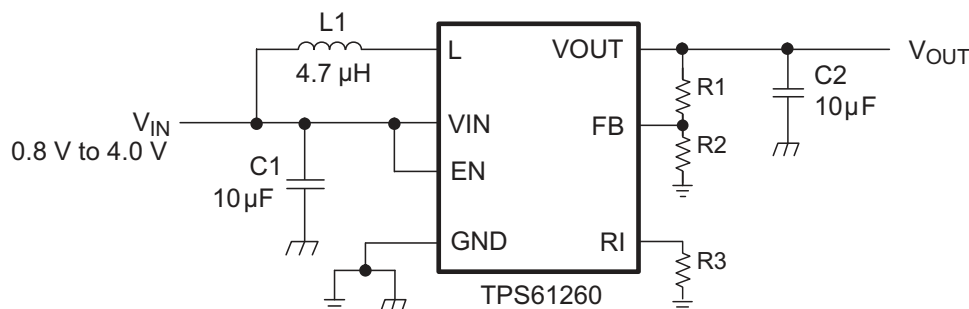 L1
4.7 µH
L
VOUT
VOUT
R1
C2
10µF
VIN
0.8 V to 4.0 V
VIN
FB
R2
C1
10µF
EN
GND
RI
R3
TPS61260